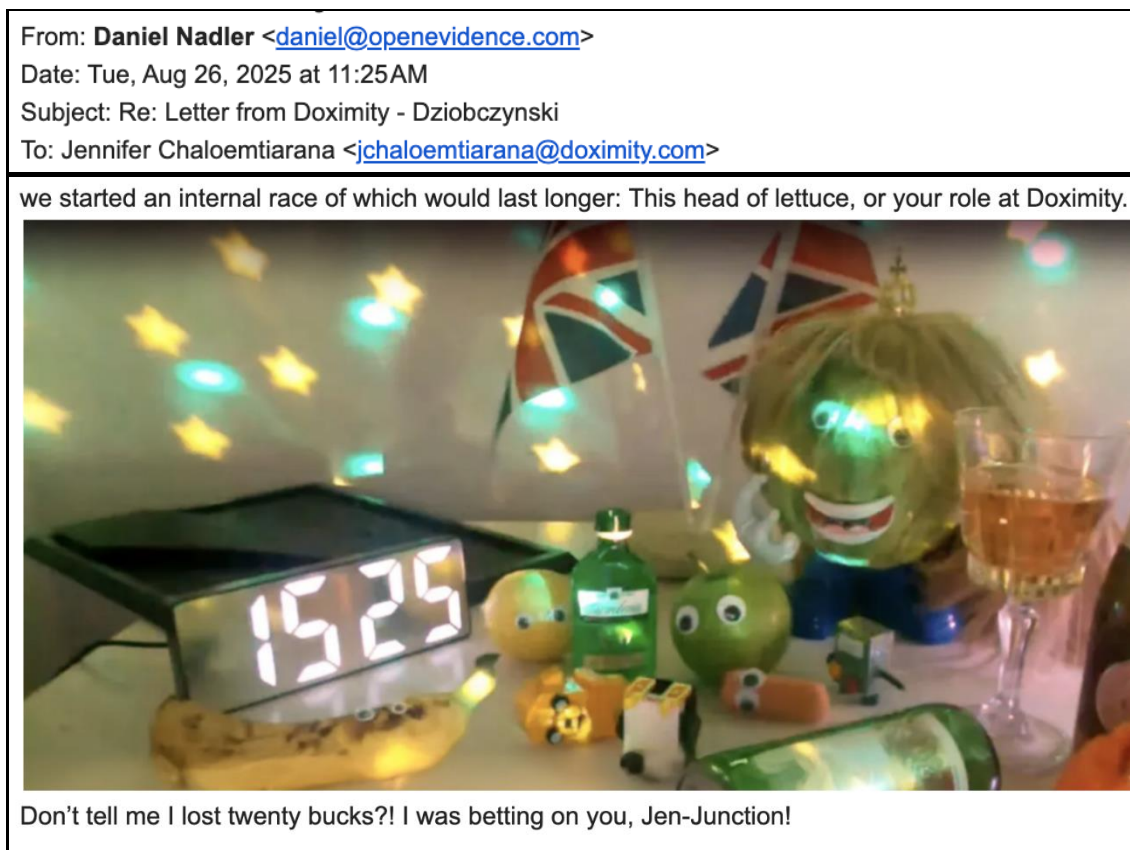 From: Daniel Nadler <daniel@openevidence.com>
Date: Tue, Aug 26, 2025 at 11:25AM
Subject: Re: Letter from Doximity - Dziobczynski
To: Jennifer Chaloemtiarana <jchaloemtiarana@doximity.com>
we started an internal race of which would last longer: This head of lettuce, or your role at Doximity.
1525
Don’t tell me I lost twenty bucks?! I was betting on you, Jen-Junction!